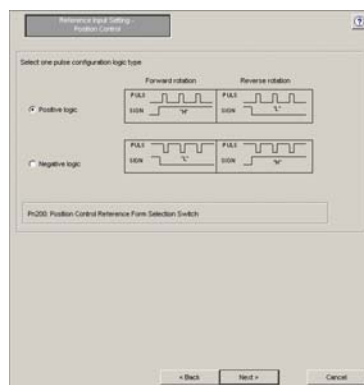 Reference Input Setting -
Position Control
Select one pulse configuration logic type
Forward rotation Reverse rotation
Positive logic
PULS
SIGN "H"
PULS
SIGN "L"
Negative logic
PULS
SIGN "L"
PULS
SIGN "H"
Pn200: Position Control Reference Form Selection Switch
< Back Next > Cancel